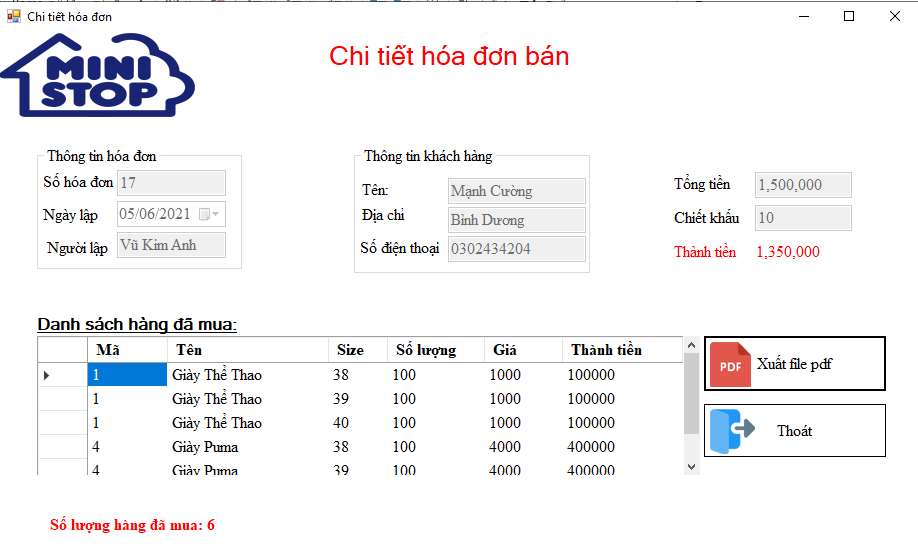 Chi tiết hóa đơn
MINI
STOP
Chi tiết hóa đơn bán
Thông tin hóa đơn
Số hóa đơn 17
Ngày lập 05/06/2021
Người lập Vũ Kim Anh
Thông tin khách hàng
Tên: Mạnh Cường
Địa chỉ Bình Dương
Số điện thoại 0302434204
Tổng tiền 1,500,000
Chiết khấu 10
Thành tiền 1,350,000
Danh sách hàng đã mua:
Mã Tên Size Số lượng Giá Thành tiền
1 Giày Thể Thao 38 100 1000 100000
1 Giày Thể Thao 39 100 1000 100000
1 Giày Thể Thao 40 100 1000 100000
4 Giày Puma 38 100 4000 400000
4 Giày Puma 39 100 4000 400000
PDF Xuất file pdf
Thoát
Số lượng hàng đã mua: 6